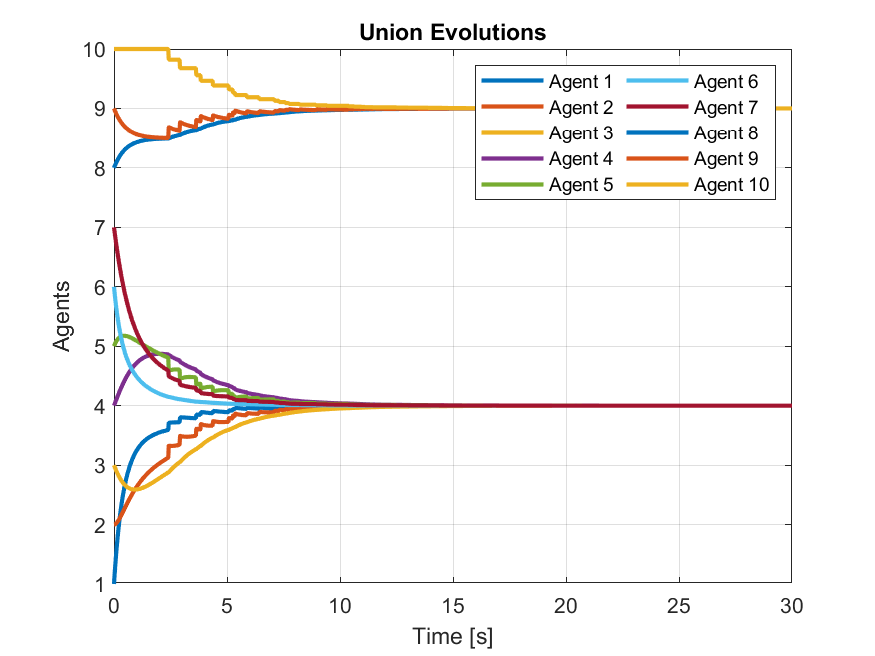 Union Evolutions
10
9
8
7
6
5
4
3
2
1
Agents
Agent 1
Agent 2
Agent 3
Agent 4
Agent 5
Agent 6
Agent 7
Agent 8
Agent 9
Agent 10
0 5 10 15 20 25 30
Time [s]